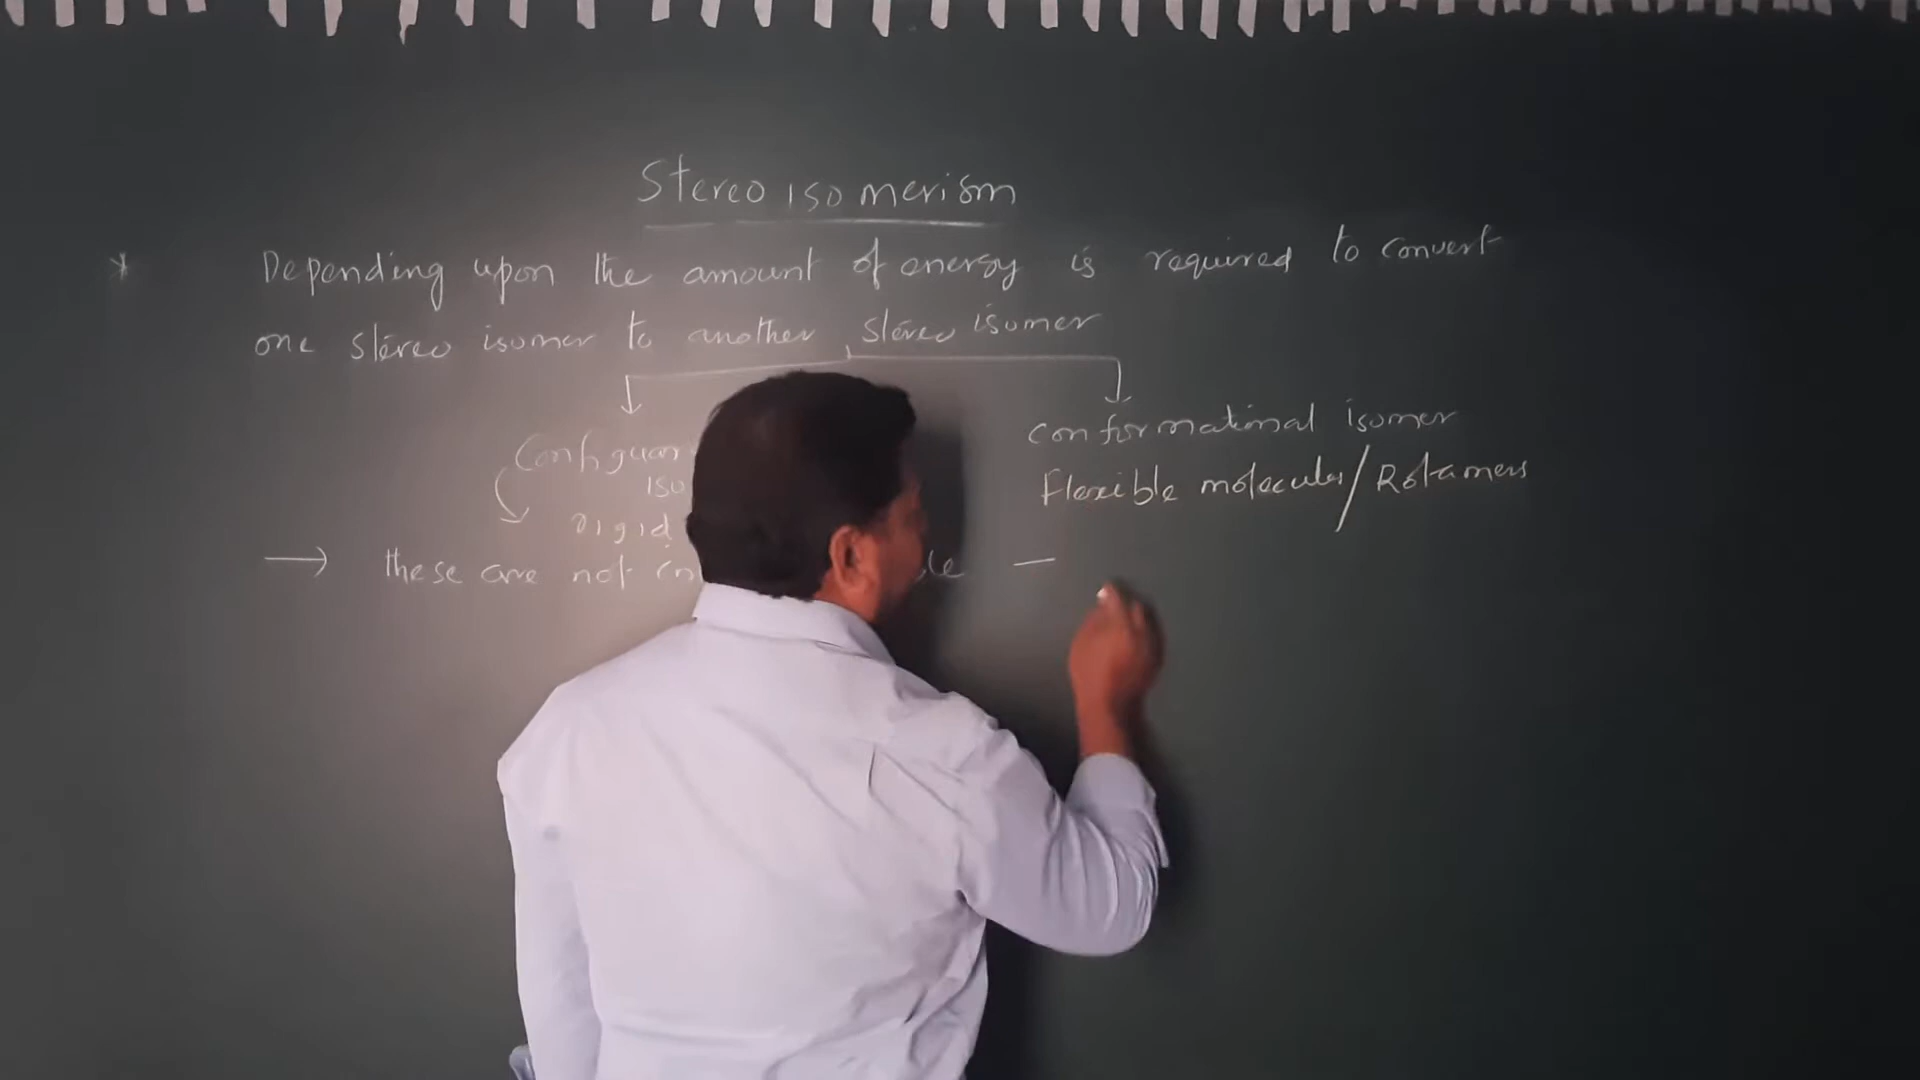 Stereo isomerism
* Depending upon the amount of energy is required to convert
one stereo isomer to another stereo isomer
conformational isomer
iso
Flexible molecules / Rotamers
rigid
→ these are not —